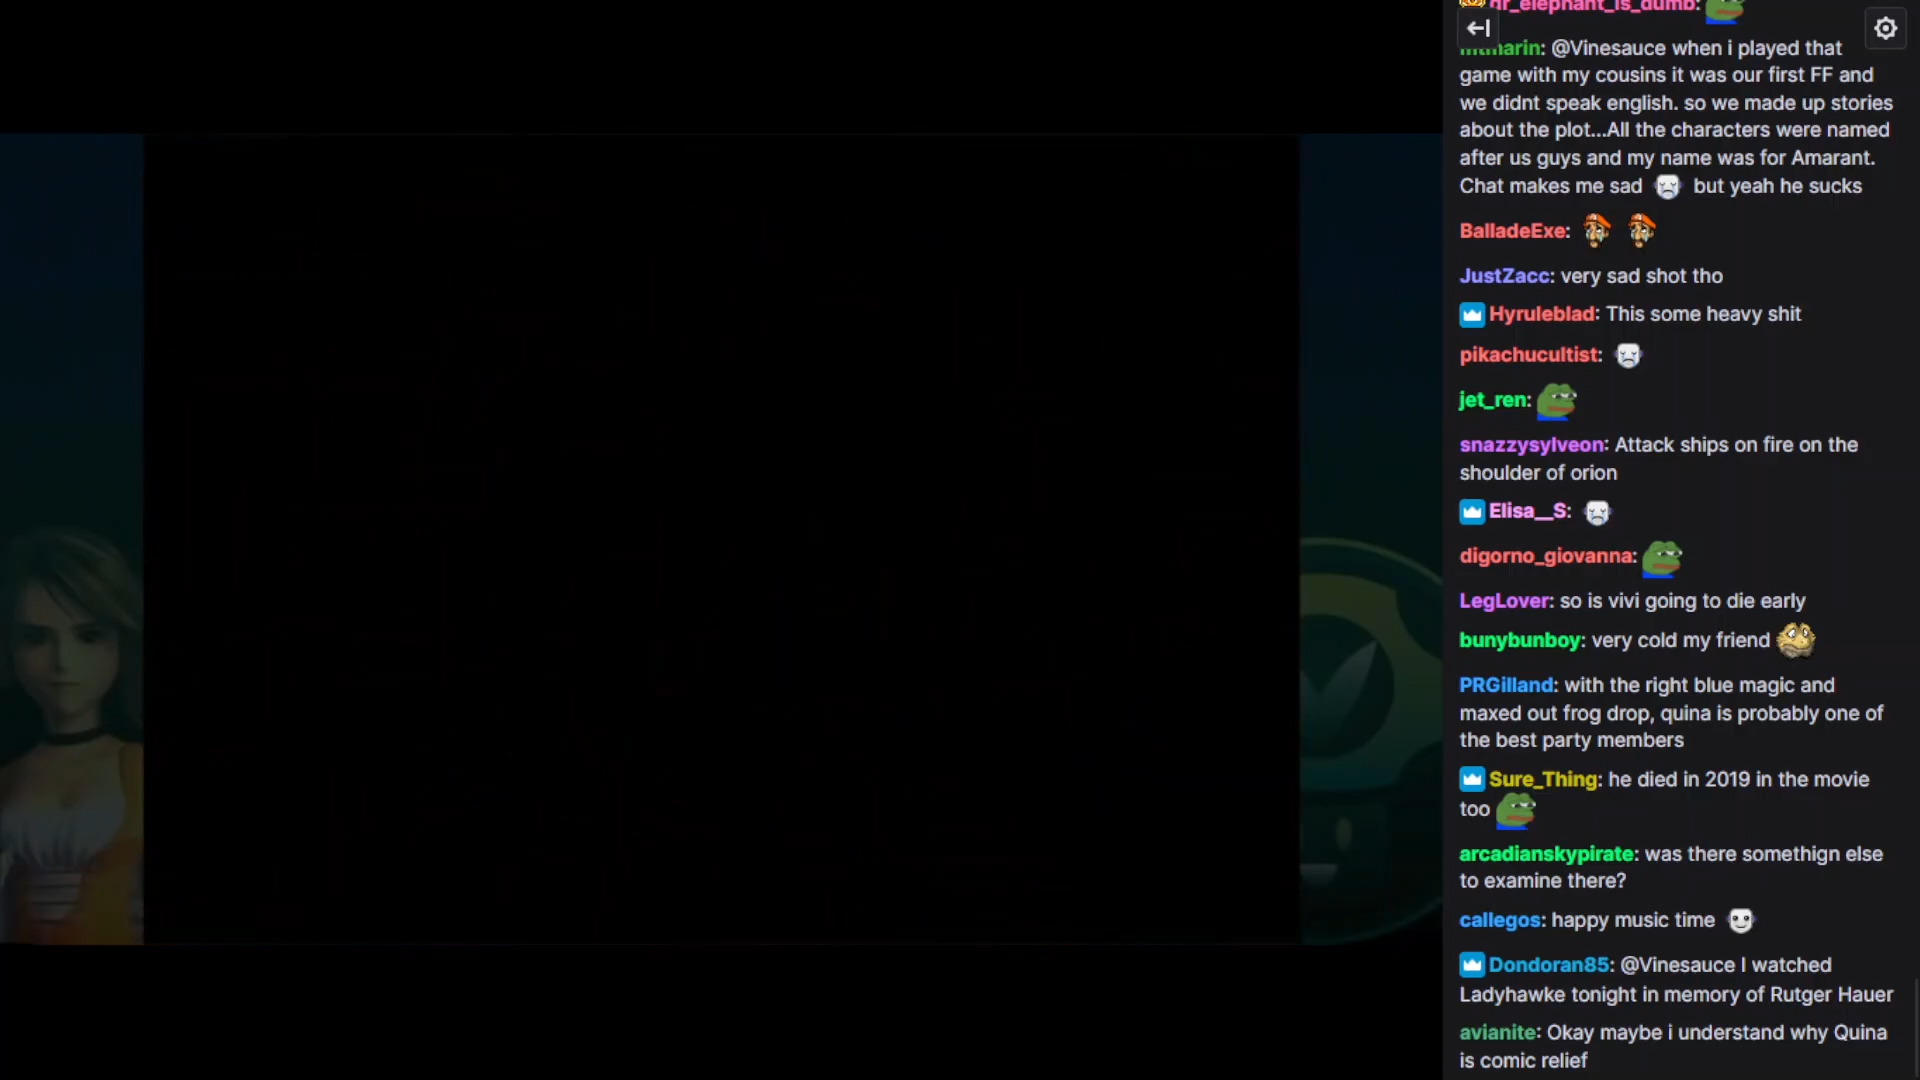 dr_elephant_is_dumb:
marin: @Vinesauce when i played that
game with my cousins it was our first FF and
we didnt speak english. so we made up stories
about the plot...All the characters were named
after us guys and my name was for Amarant.
Chat makes me sad but yeah he sucks
BalladeExe:
JustZacc: very sad shot tho
Hyruleblad: This some heavy shit
pikachucultist:
jet_ren:
snazzysylveon: Attack ships on fire on the
shoulder of orion
Elisa__S:
digorno_giovanna:
LegLover: so is vivi going to die early
bunybunboy: very cold my friend
PRGilland: with the right blue magic and
maxed out frog drop, quina is probably one of
the best party members
Sure_Thing: he died in 2019 in the movie
too
arcadianskypirate: was there somethign else
to examine there?
callegos: happy music time
Dondoran85: @Vinesauce I watched
Ladyhawke tonight in memory of Rutger Hauer
avianite: Okay maybe i understand why Quina
is comic relief